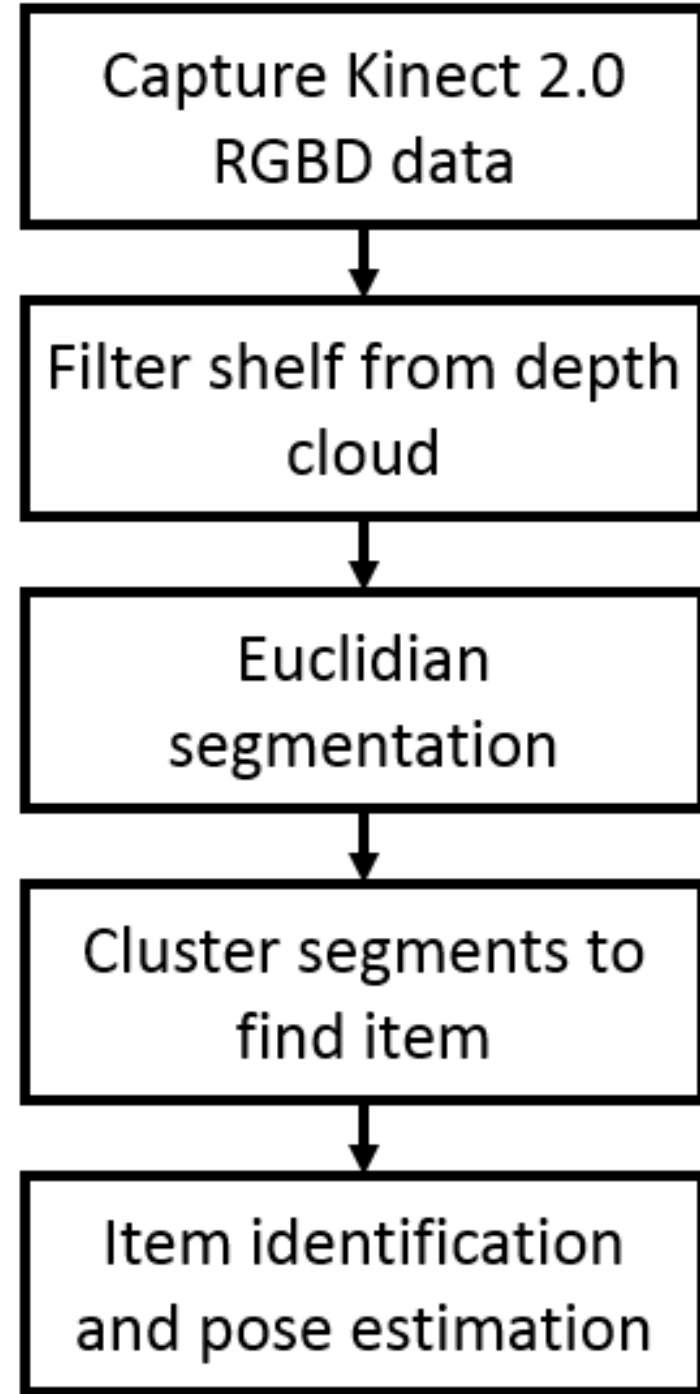 Capture Kinect 2.0
RGBD data
Filter shelf from depth
cloud
Euclidian
segmentation
Cluster segments to
find item
Item identification
and pose estimation